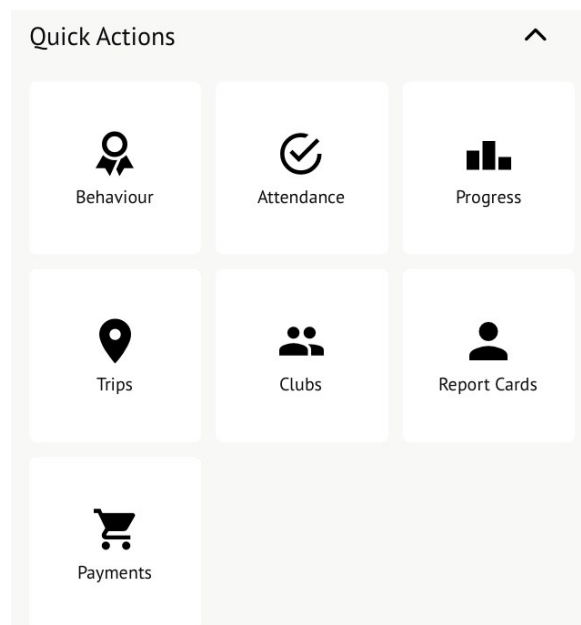 Quick Actions
Behaviour
Attendance
Progress
Trips
Clubs
Report Cards
Payments